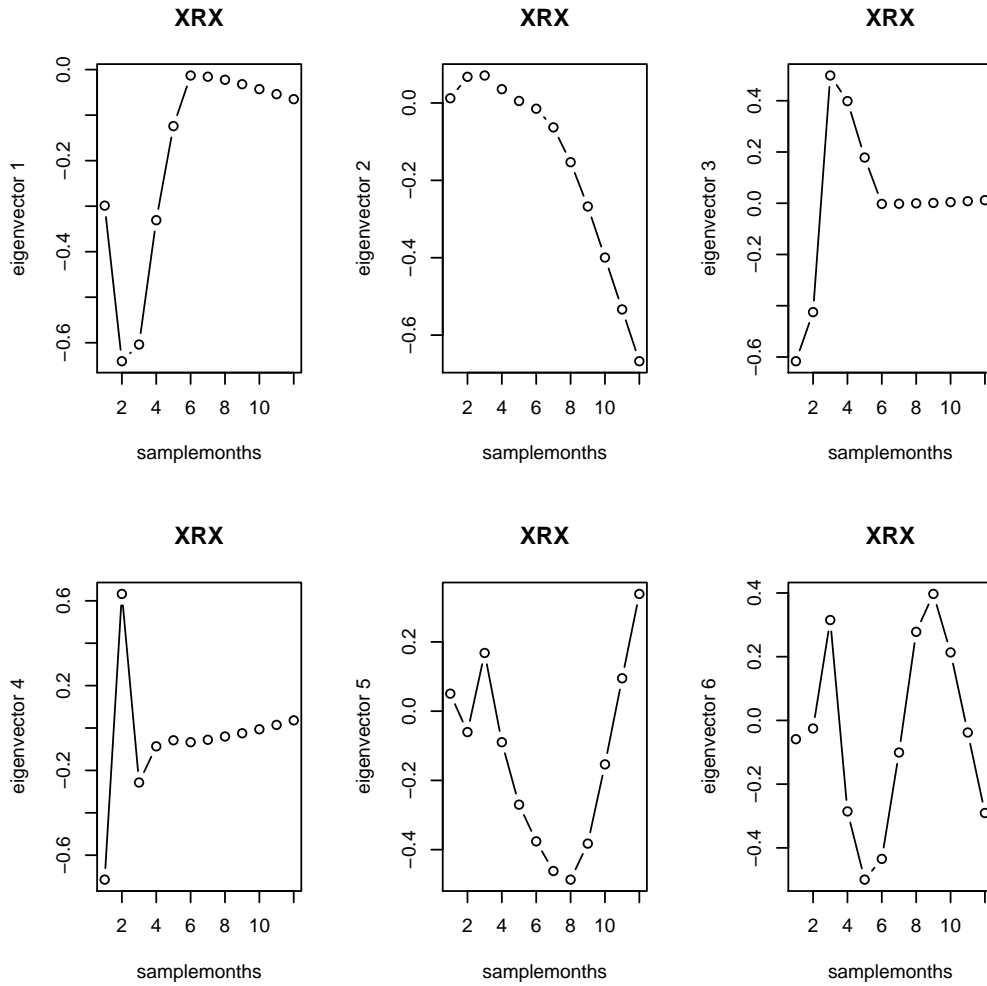 XRX XRX XRX
eigenvector 1
0.0
−0.2
−0.4
−0.6
2 4 6 8 10
samplemonths
eigenvector 2
0.0
−0.2
−0.4
−0.6
2 4 6 8 10
samplemonths
eigenvector 3
0.4
0.2
0.0
−0.2
−0.6
2 4 6 8 10
samplemonths
XRX XRX XRX
eigenvector 4
0.6
0.2
−0.2
−0.6
2 4 6 8 10
samplemonths
eigenvector 5
0.2
0.0
−0.2
−0.4
2 4 6 8 10
samplemonths
eigenvector 6
0.4
0.2
0.0
−0.2
−0.4
2 4 6 8 10
samplemonths